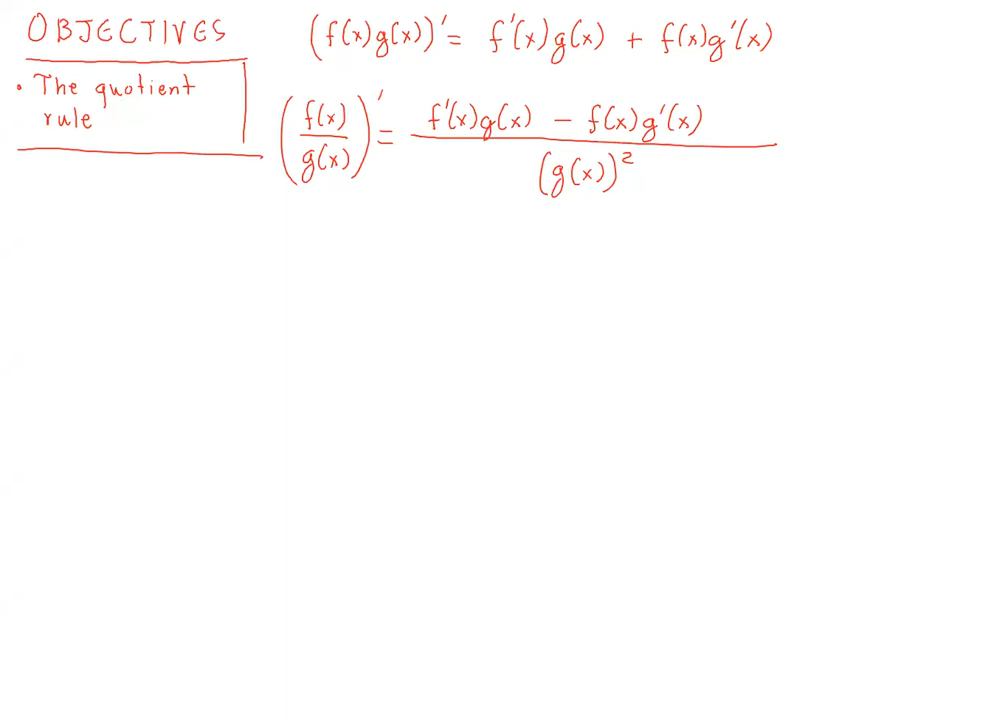 OBJECTIVES
• The quotient
rule
(f(x)g(x))' = f'(x)g(x) + f(x)g'(x)
(f(x)/g(x))' = (f'(x)g(x) − f(x)g'(x))/(g(x))²